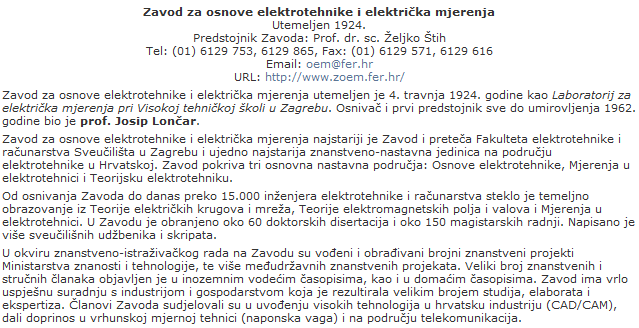 Zavod za osnove elektrotehnike i električka mjerenja
Utemeljen 1924.
Predstojnik Zavoda: Prof. dr. sc. Željko Štih
Tel: (01) 6129 753, 6129 865, Fax: (01) 6129 571, 6129 616
Email: oem@fer.hr
URL: http://www.zoem.fer.hr/
Zavod za osnove elektrotehnike i električka mjerenja utemeljen je 4. travnja 1924. godine kao Laboratorij za
električka mjerenja pri Visokoj tehničkoj školi u Zagrebu. Osnivač i prvi predstojnik sve do umirovljenja 1962.
godine bio je prof. Josip Lončar.
Zavod za osnove elektrotehnike i električka mjerenja najstariji je Zavod i preteča Fakulteta elektrotehnike i
računarstva Sveučilišta u Zagrebu i ujedno najstarija znanstveno-nastavna jedinica na području
elektrotehnike u Hrvatskoj. Zavod pokriva tri osnovna nastavna područja: Osnove elektrotehnike, Mjerenja u
elektrotehnici i Teorijsku elektrotehniku.
Od osnivanja Zavoda do danas preko 15.000 inženjera elektrotehnike i računarstva steklo je temeljno
obrazovanje iz Teorije električkih krugova i mreža, Teorije elektromagnetskih polja i valova i Mjerenja u
elektrotehnici. U Zavodu je obranjeno oko 60 doktorskih disertacija i oko 150 magistarskih radnji. Napisano je
više sveučilišnih udžbenika i skripata.
U okviru znanstveno-istraživačkog rada na Zavodu su vođeni i obrađivani brojni znanstveni projekti
Ministarstva znanosti i tehnologije, te više međudržavnih znanstvenih projekata. Veliki broj znanstvenih i
stručnih članaka objavljen je u inozemnim vodećim časopisima, kao i u domaćim časopisima. Zavod ima vrlo
uspješnu suradnju s industrijom i gospodarstvom koja je rezultirala velikim brojem studija, elaborata i
ekspertiza. Članovi Zavoda sudjelovali su u uvođenju visokih tehnologija u hrvatsku industriju (CAD/CAM),
dali doprinos u vrhunskoj mjernoj tehnici (naponska vaga) i na području telekomunikacija.